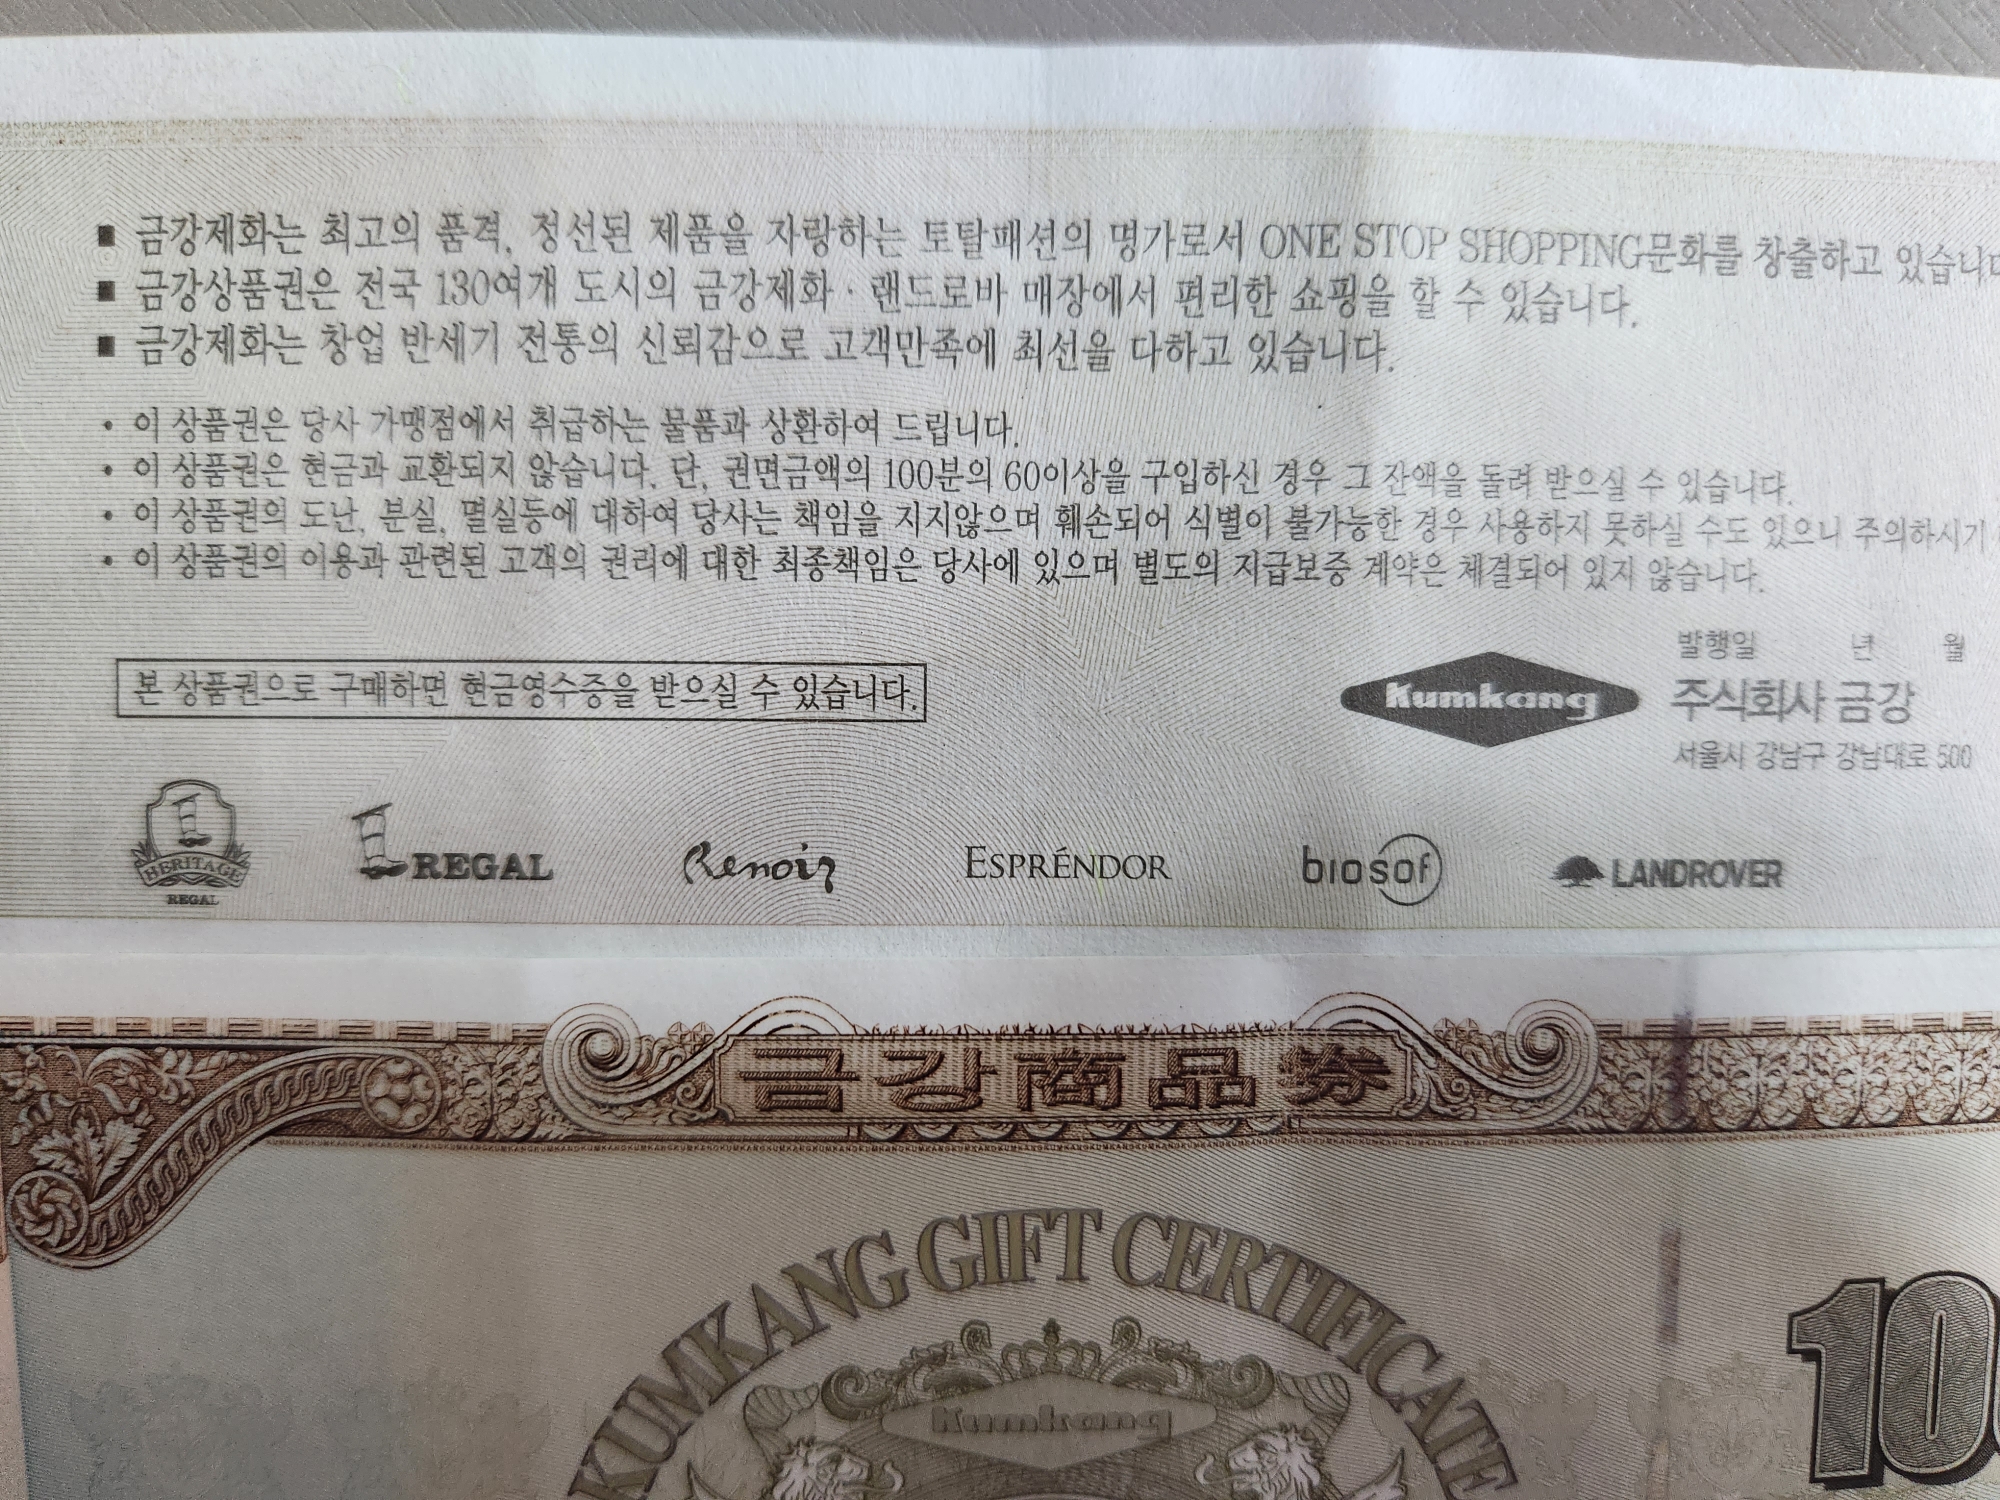 ■ 금강제화는 최고의 품격, 정선된 제품을 자랑하는 토탈패션의 명가로서 ONE STOP SHOPPING문화를 창출하고 있습니다
■ 금강상품권은 전국 130여개 도시의 금강제화 · 랜드로바 매장에서 편리한 쇼핑을 할 수 있습니다.
■ 금강제화는 창업 반세기 전통의 신뢰감으로 고객만족에 최선을 다하고 있습니다.
• 이 상품권은 당사 가맹점에서 취급하는 물품과 상환하여 드립니다.
• 이 상품권은 현금과 교환되지 않습니다. 단, 권면금액의 100분의 60이상을 구입하신 경우 그 잔액을 돌려 받으실 수 있습니다.
• 이 상품권의 도난, 분실, 멸실등에 대하여 당사는 책임을 지지않으며 훼손되어 식별이 불가능한 경우 사용하지 못하실 수도 있으니 주의하시기
• 이 상품권의 이용과 관련된 고객의 권리에 대한 최종책임은 당사에 있으며 별도의 지급보증 계약은 체결되어 있지 않습니다.
발행일 년 월
본 상품권으로 구매하면 현금영수증을 받으실 수 있습니다.
Kumkang 주식회사 금강
서울시 강남구 강남대로 500
HERITAGE
REGAL
REGAL
Renoir
ESPRÉNDOR
biosof
LANDROVER
금강商品券
KUMKANG GIFT CERTIFICATE
Kumkang
10